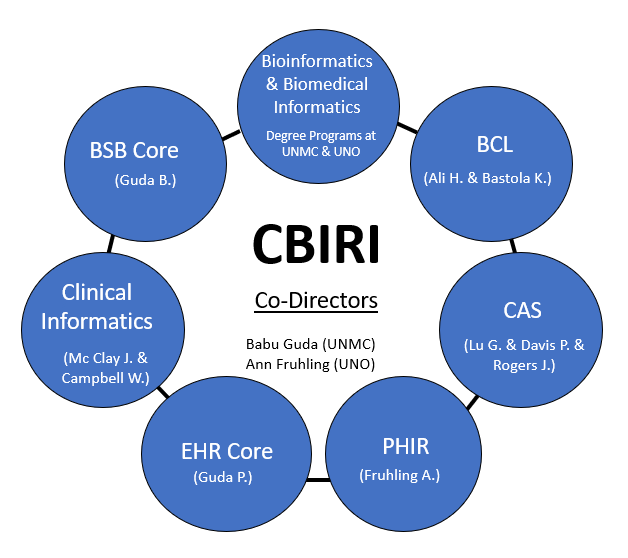 Bioinformatics
& Biomedical
Informatics
Degree Programs at
UNMC & UNO
BSB Core
(Guda B.)
BCL
(Ali H. & Bastola K.)
CBIRI
Co-Directors
Babu Guda (UNMC)
Ann Fruhling (UNO)
Clinical
Informatics
(Mc Clay J. &
Campbell W.)
CAS
(Lu G. & Davis P. &
Rogers J.)
EHR Core
(Guda P.)
PHIR
(Fruhling A.)